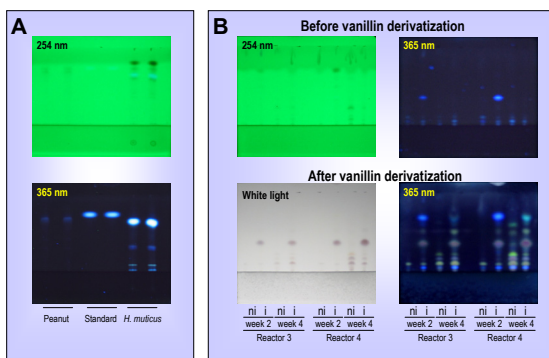 A
254 nm
365 nm
Peanut Standard H. muticus
B
Before vanillin derivatization
254 nm
365 nm
After vanillin derivatization
White light
365 nm
ni i ni i ni i ni i
week 2 week 4 week 2 week 4
Reactor 3 Reactor 4
ni i ni i ni i ni i
week 2 week 4 week 2 week 4
Reactor 3 Reactor 4